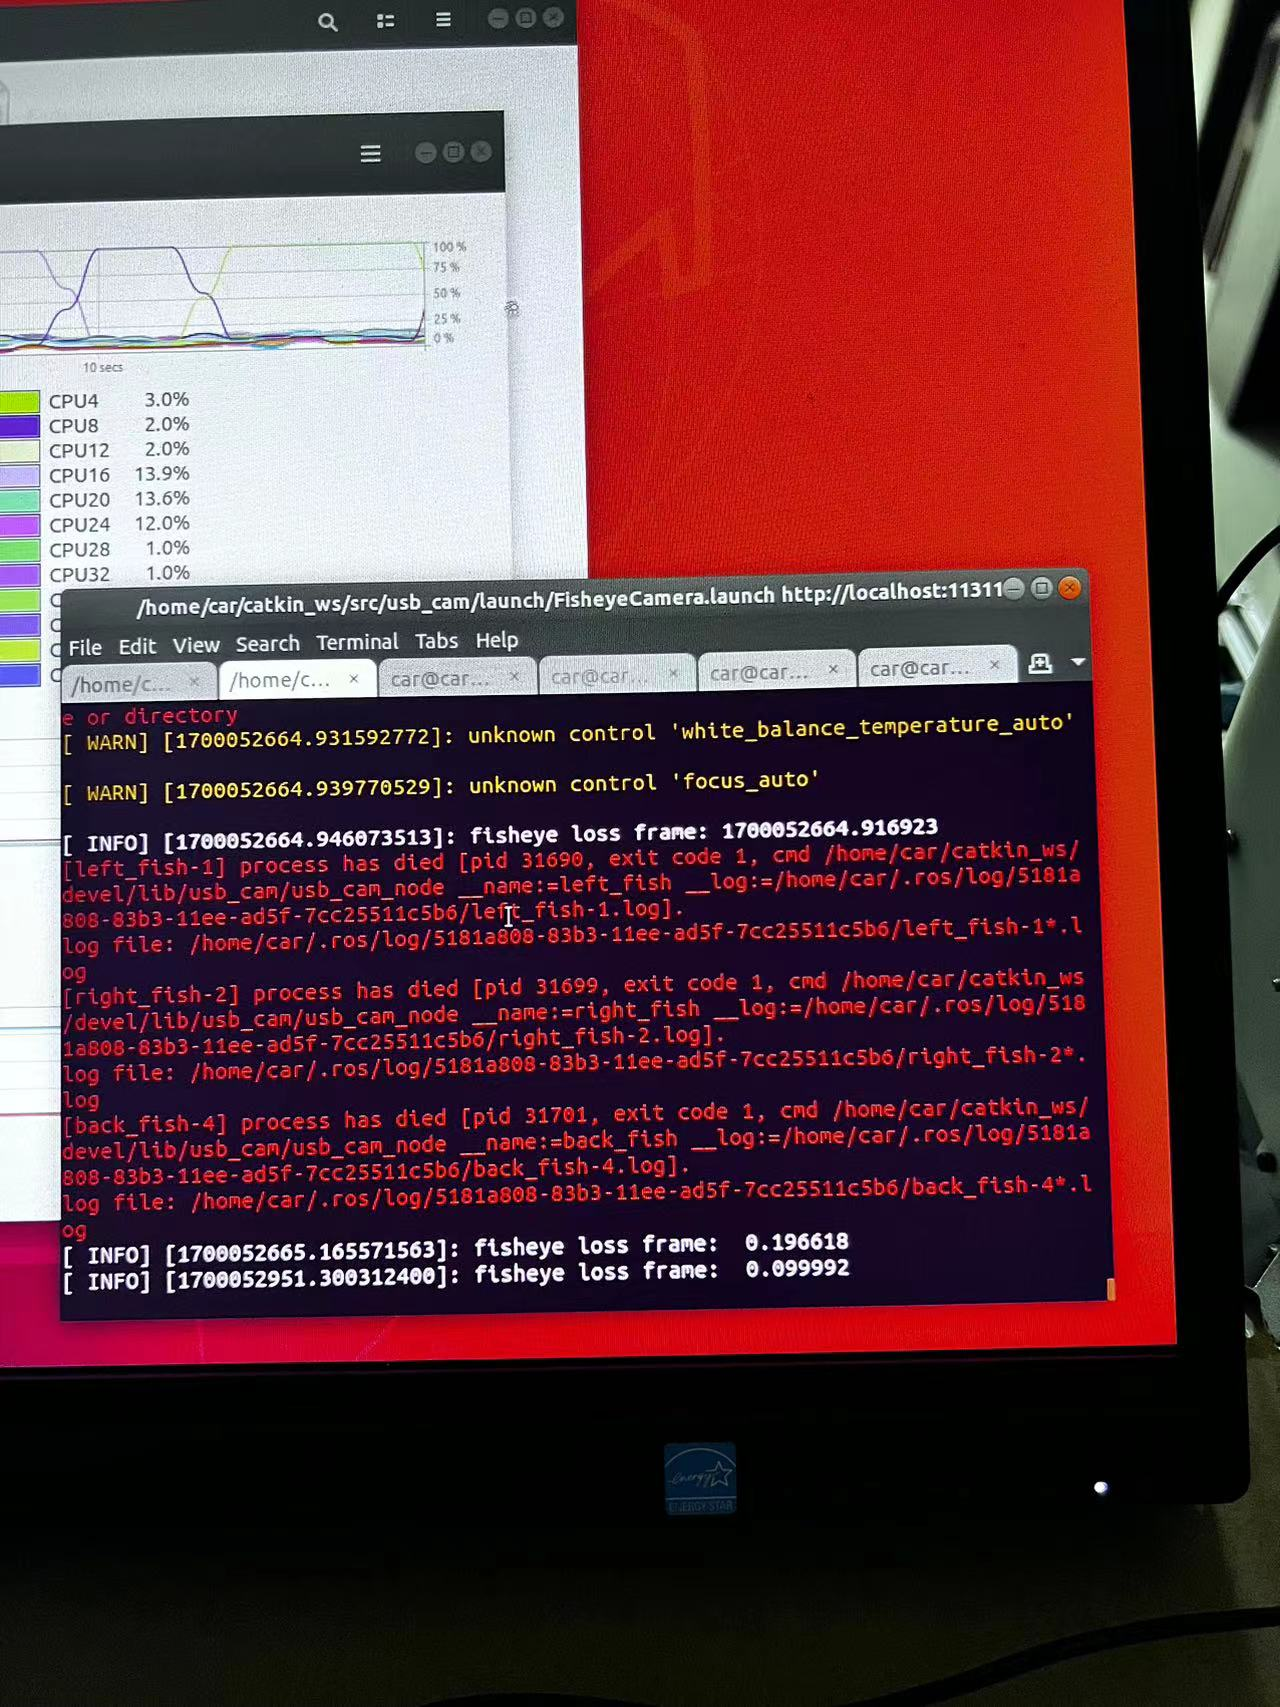 100 %
75 %
50 %
25 %
0 %
10 secs
CPU4 3.0%
CPU8 2.0%
CPU12 2.0%
CPU16 13.9%
CPU20 13.6%
CPU24 12.0%
CPU28 1.0%
CPU32 1.0%
/home/car/catkin_ws/src/usb_cam/launch/FisheyeCamera.launch http://localhost:11311
File Edit View Search Terminal Tabs Help
/home/c... × /home/c... × car@car... × car@car... × car@car... × car@car... ×
e or directory
[ WARN] [1700052664.931592772]: unknown control 'white_balance_temperature_auto'
[ WARN] [1700052664.939770529]: unknown control 'focus_auto'
[ INFO] [1700052664.946073513]: fisheye loss frame: 1700052664.916923
[left_fish-1] process has died [pid 31690, exit code 1, cmd /home/car/catkin_ws/
devel/lib/usb_cam/usb_cam_node __name:=left_fish __log:=/home/car/.ros/log/5181a
808-83b3-11ee-ad5f-7cc25511c5b6/left_fish-1.log].
log file: /home/car/.ros/log/5181a808-83b3-11ee-ad5f-7cc25511c5b6/left_fish-1*.l
og
[right_fish-2] process has died [pid 31699, exit code 1, cmd /home/car/catkin_ws
/devel/lib/usb_cam/usb_cam_node __name:=right_fish __log:=/home/car/.ros/log/518
1a808-83b3-11ee-ad5f-7cc25511c5b6/right_fish-2.log].
log file: /home/car/.ros/log/5181a808-83b3-11ee-ad5f-7cc25511c5b6/right_fish-2*.
log
[back_fish-4] process has died [pid 31701, exit code 1, cmd /home/car/catkin_ws/
devel/lib/usb_cam/usb_cam_node __name:=back_fish __log:=/home/car/.ros/log/5181a
808-83b3-11ee-ad5f-7cc25511c5b6/back_fish-4.log].
log file: /home/car/.ros/log/5181a808-83b3-11ee-ad5f-7cc25511c5b6/back_fish-4*.l
og
[ INFO] [1700052665.165571563]: fisheye loss frame: 0.196618
[ INFO] [1700052951.300312400]: fisheye loss frame: 0.099992
energy
ENERGY STAR